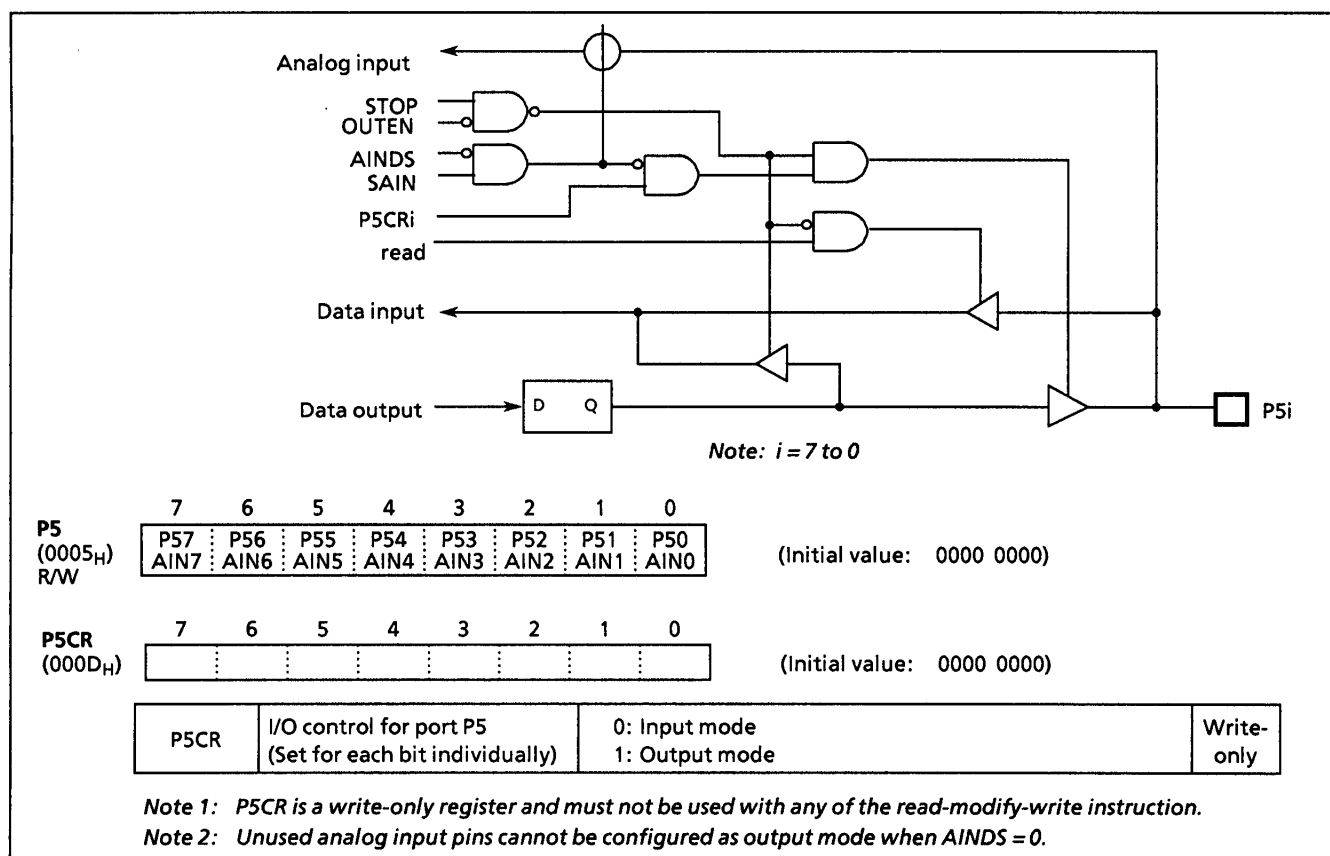 Analog input
STOP
OUTEN
AINDS
SAIN
P5CRi
read
Data input
Data output
D Q
P5i
Note: i = 7 to 0
7 6 5 4 3 2 1 0
P5
(0005H)
R/W
P57 P56 P55 P54 P53 P52 P51 P50
AIN7 AIN6 AIN5 AIN4 AIN3 AIN2 AIN1 AIN0
(Initial value: 0000 0000)
7 6 5 4 3 2 1 0
P5CR
(000DH)
(Initial value: 0000 0000)
P5CR
I/O control for port P5
(Set for each bit individually)
0: Input mode
1: Output mode
Write-
only
Note 1: P5CR is a write-only register and must not be used with any of the read-modify-write instruction.
Note 2: Unused analog input pins cannot be configured as output mode when AINDS = 0.